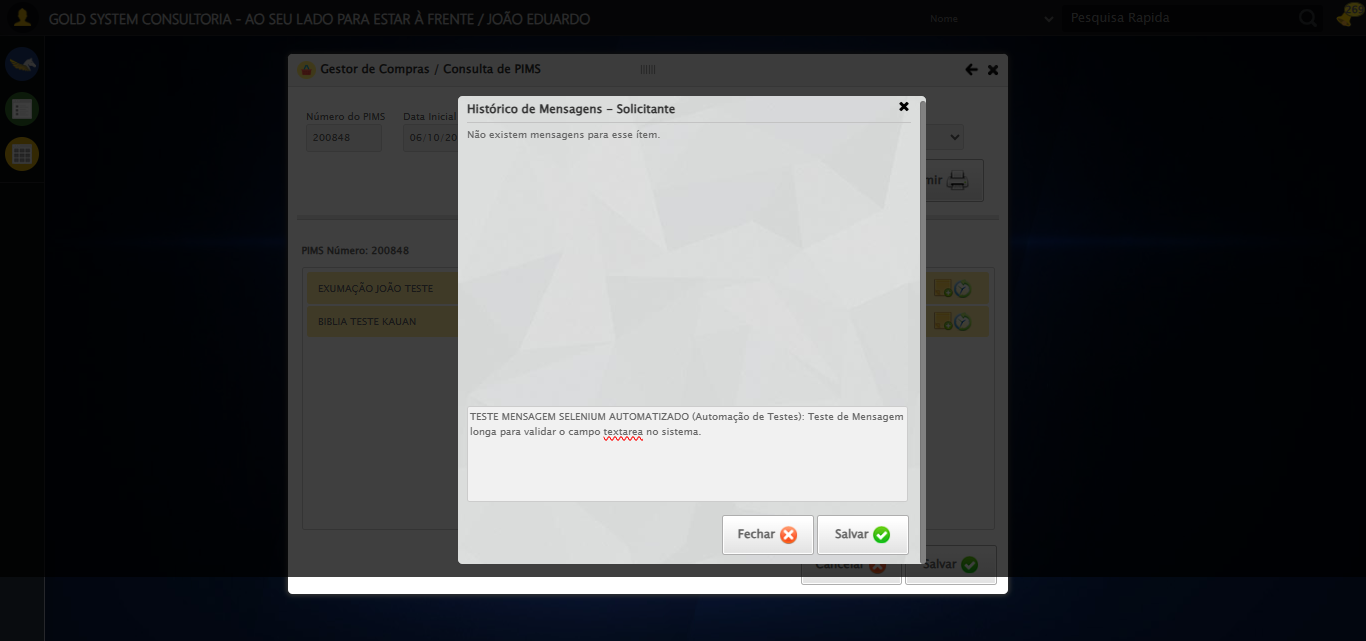 GOLD SYSTEM CONSULTORIA - AO SEU LADO PARA ESTAR À FRENTE / JOÃO EDUARDO
Nome
Pesquisa Rapida
Gestor de Compras / Consulta de PIMS
Número do PIMS
Data Inicial
200848
06/10/20
mir
Histórico de Mensagens - Solicitante
Não existem mensagens para esse ítem.
PIMS Número: 200848
EXUMAÇÃO JOÃO TESTE
BIBLIA TESTE KAUAN
TESTE MENSAGEM SELENIUM AUTOMATIZADO (Automação de Testes): Teste de Mensagem
longa para validar o campo textarea no sistema.
Fechar
Salvar
Cancelar
Salvar